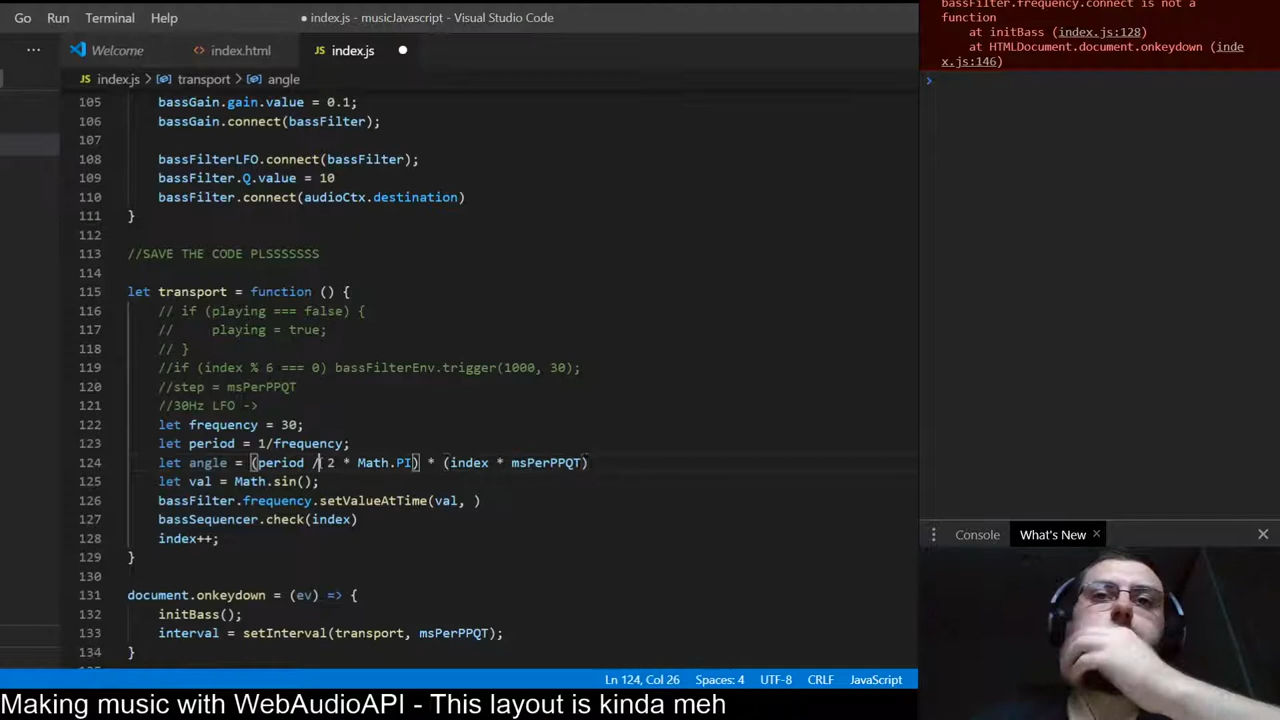 Go Run Terminal Help
● index.js - musicJavascript - Visual Studio Code
bassFilter.frequency.connect is not a
function
at initBass (index.js:128)
at HTMLDocument.document.onkeydown (inde
x.js:146)
>
··· Welcome <> index.html JS index.js ●
JS index.js > transport > angle
105 bassGain.gain.value = 0.1;
106 bassGain.connect(bassFilter);
107
108 bassFilterLFO.connect(bassFilter);
109 bassFilter.Q.value = 10
110 bassFilter.connect(audioCtx.destination)
111 }
112
113 //SAVE THE CODE PLSSSSSSS
114
115 let transport = function () {
116 // if (playing === false) {
117 //     playing = true;
118 // }
119 //if (index % 6 === 0) bassFilterEnv.trigger(1000, 30);
120 //step = msPerPPQT
121 //30Hz LFO ->
122 let frequency = 30;
123 let period = 1/frequency;
124 let angle = (period / 2 * Math.PI) * (index * msPerPPQT)
125 let val = Math.sin();
126 bassFilter.frequency.setValueAtTime(val, )
127 bassSequencer.check(index)
128 index++;
129 }
130
131 document.onkeydown = (ev) => {
132 initBass();
133 interval = setInterval(transport, msPerPPQT);
134 }
Console What's New ×
Ln 124, Col 26 Spaces: 4 UTF-8 CRLF JavaScript
Making music with WebAudioAPI - This layout is kinda meh